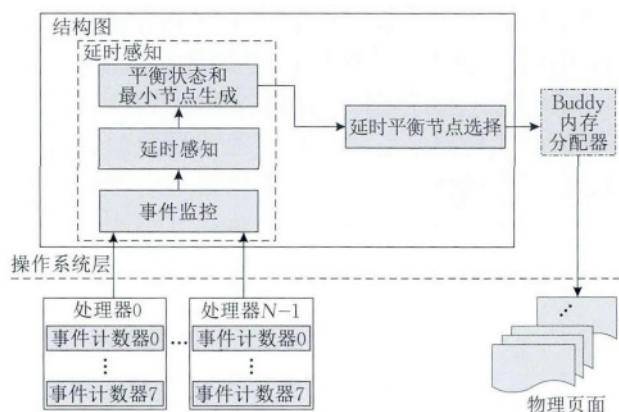 结构图
延时感知
平衡状态和
最小节点生成
延时感知
事件监控
延时平衡节点选择
Buddy
内存
分配器
操作系统层
处理器0
事件计数器0
⋮
事件计数器7
…
处理器N-1
事件计数器0
⋮
事件计数器7
…
物理页面